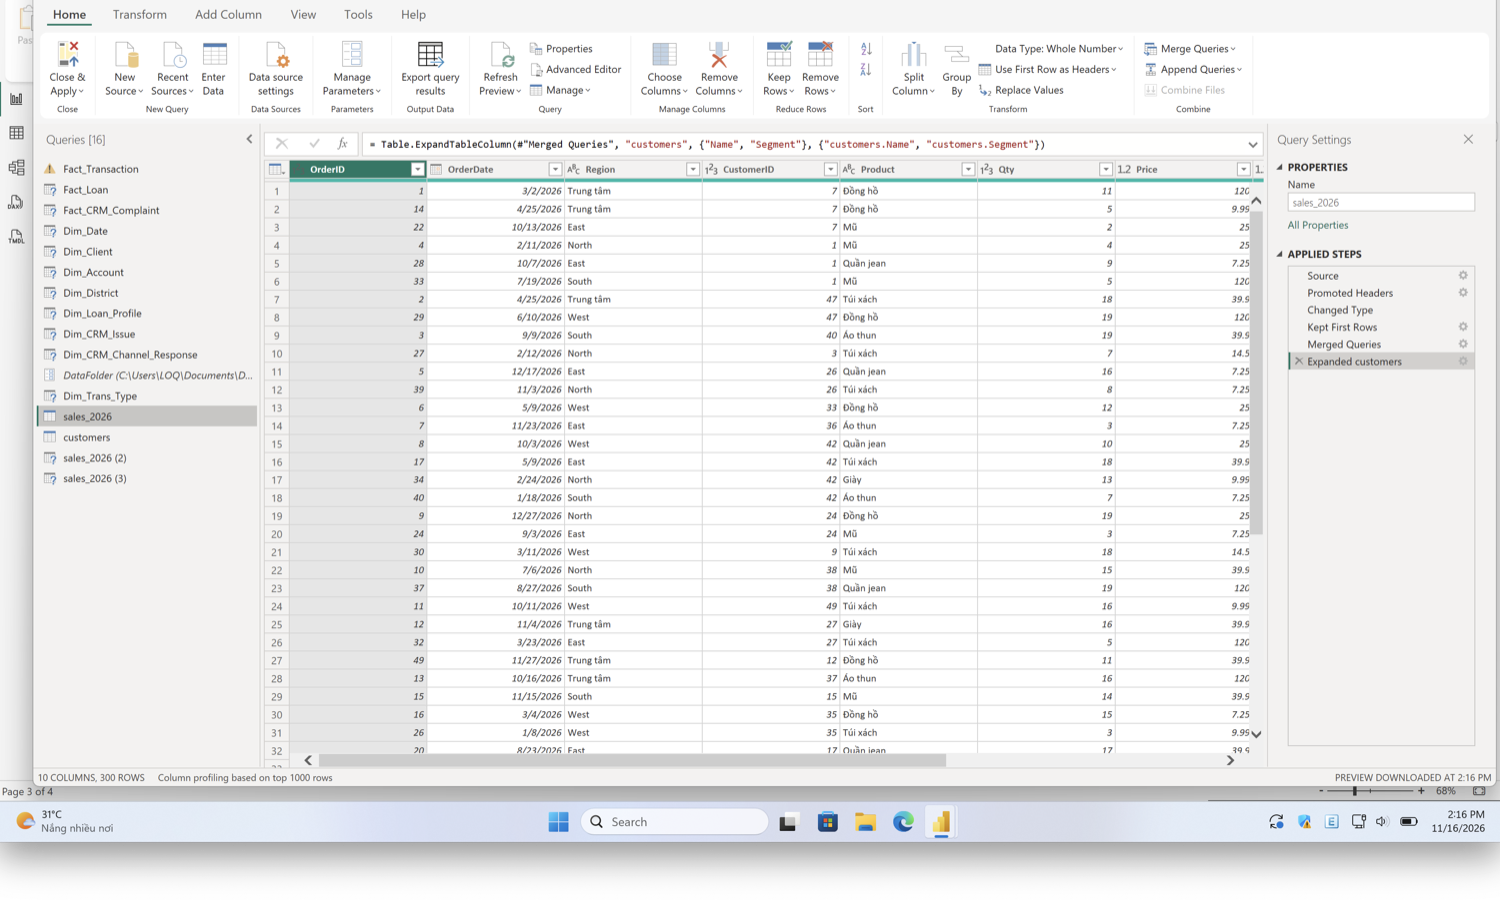 Home Transform Add Column View Tools Help
Close & Apply
Close
New Source
Recent Sources
Enter Data
New Query
Data source settings
Data Sources
Manage Parameters
Parameters
Export query results
Output Data
Refresh Preview
Properties
Advanced Editor
Manage
Query
Choose Columns
Remove Columns
Manage Columns
Keep Rows
Remove Rows
Reduce Rows
Sort
Split Column
Group By
Data Type: Whole Number
Use First Row as Headers
Replace Values
Transform
Merge Queries
Append Queries
Combine Files
Combine
Queries [16]
Fact_Transaction
Fact_Loan
Fact_CRM_Complaint
Dim_Date
Dim_Client
Dim_Account
Dim_District
Dim_Loan_Profile
Dim_CRM_Issue
Dim_CRM_Channel_Response
DataFolder (C:\Users\LOQ\Documents\D...
Dim_Trans_Type
sales_2026
customers
sales_2026 (2)
sales_2026 (3)
fx = Table.ExpandTableColumn(#"Merged Queries", "customers", {"Name", "Segment"}, {"customers.Name", "customers.Segment"})
OrderID OrderDate Region CustomerID Product Qty Price
1 1 3/2/2026 Trung tâm 7 Đồng hồ 11 120
2 14 4/25/2026 Trung tâm 7 Đồng hồ 5 9.99
3 22 10/13/2026 East 7 Mũ 2 25
4 4 2/11/2026 North 1 Mũ 4 25
5 28 10/7/2026 East 1 Quần jean 9 7.25
6 33 7/19/2026 South 1 Mũ 5 120
7 2 4/25/2026 Trung tâm 47 Túi xách 18 39.9
8 29 6/10/2026 West 47 Đồng hồ 19 120
9 3 9/9/2026 South 40 Áo thun 19 39.9
10 27 2/12/2026 North 3 Túi xách 7 14.5
11 5 12/17/2026 East 26 Quần jean 16 7.25
12 39 11/3/2026 North 26 Túi xách 8 7.25
13 6 5/9/2026 West 33 Đồng hồ 12 25
14 7 11/23/2026 East 36 Áo thun 3 7.25
15 8 10/3/2026 West 42 Quần jean 10 25
16 17 5/9/2026 East 42 Túi xách 18 39.9
17 34 2/24/2026 North 42 Giày 13 9.99
18 40 1/18/2026 South 42 Áo thun 7 7.25
19 9 12/27/2026 North 24 Đồng hồ 19 25
20 24 9/3/2026 East 24 Mũ 3 7.25
21 30 3/11/2026 West 9 Túi xách 18 14.5
22 10 7/6/2026 North 38 Mũ 15 39.9
23 37 8/27/2026 South 38 Quần jean 19 120
24 11 10/11/2026 West 49 Túi xách 16 9.99
25 12 11/4/2026 Trung tâm 27 Giày 16 39.9
26 32 3/23/2026 East 27 Túi xách 5 120
27 49 11/27/2026 Trung tâm 12 Đồng hồ 11 39.9
28 13 10/16/2026 Trung tâm 37 Áo thun 16 120
29 15 11/15/2026 South 15 Mũ 14 39.9
30 16 3/4/2026 West 35 Đồng hồ 15 7.25
31 26 1/8/2026 West 35 Túi xách 3 9.99
32 20 8/23/2026 East 17 Quần jean 17 39.9
Query Settings
PROPERTIES
Name
sales_2026
All Properties
APPLIED STEPS
Source
Promoted Headers
Changed Type
Kept First Rows
Merged Queries
Expanded customers
10 COLUMNS, 300 ROWS Column profiling based on top 1000 rows PREVIEW DOWNLOADED AT 2:16 PM
Page 3 of 4 - + 68%
31°C
Nắng nhiều nơi
Search
2:16 PM
11/16/2026